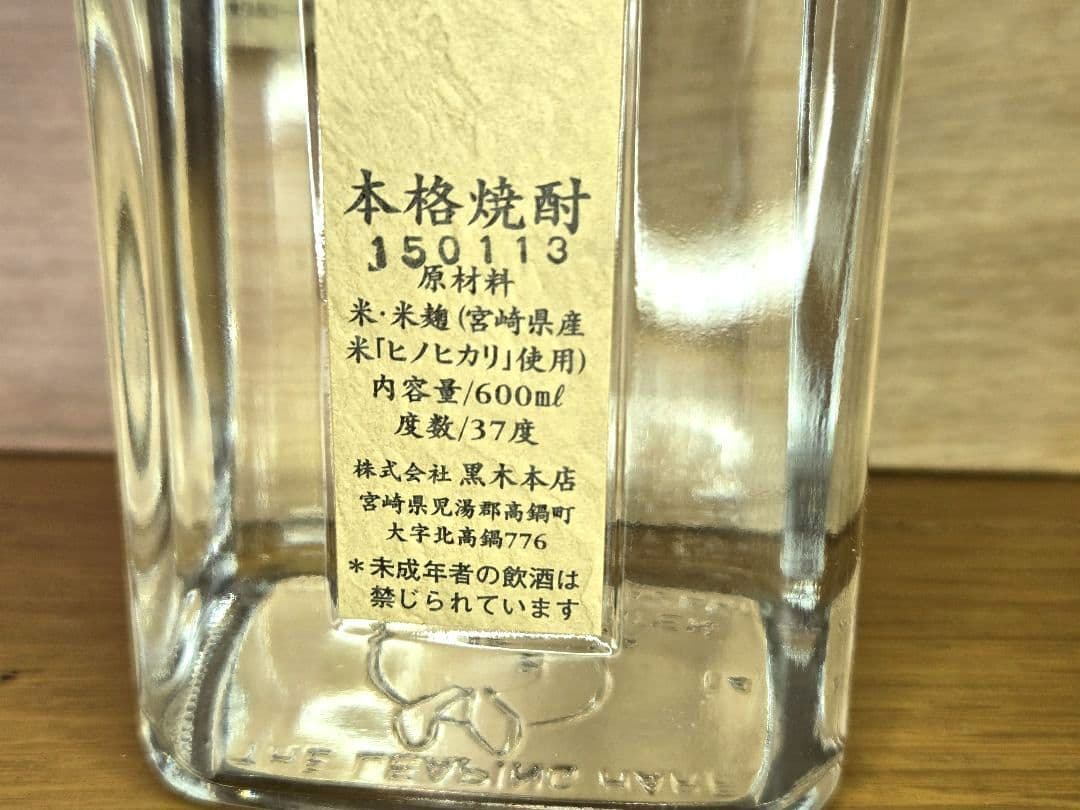 本格焼酎
150113
原材料
米・米麹(宮崎県産
米「ヒノヒカリ」使用)
内容量/600mℓ
度数/37度
株式会社 黒木本店
宮崎県児湯郡高鍋町
大字北高鍋776
*未成年者の飲酒は
禁じられています
THE LEAPING HARE